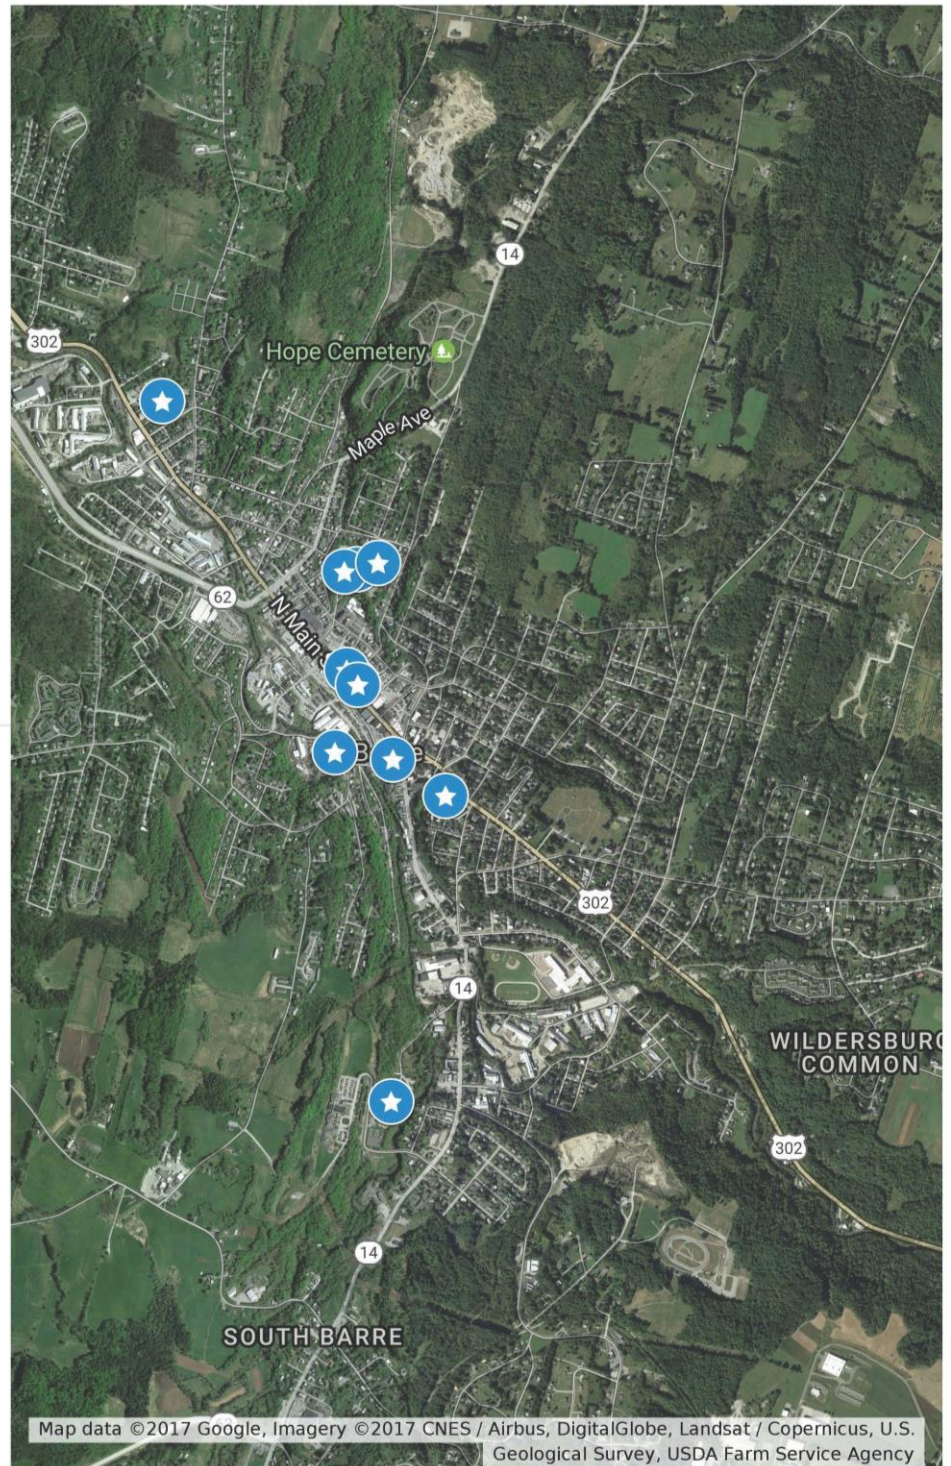 14
302
Hope Cemetery
Maple Ave
62
N Main
302
14
WILDERSBURG
COMMON
302
14
SOUTH BARRE
Map data ©2017 Google, Imagery ©2017 CNES / Airbus, DigitalGlobe, Landsat / Copernicus, U.S.
Geological Survey, USDA Farm Service Agency